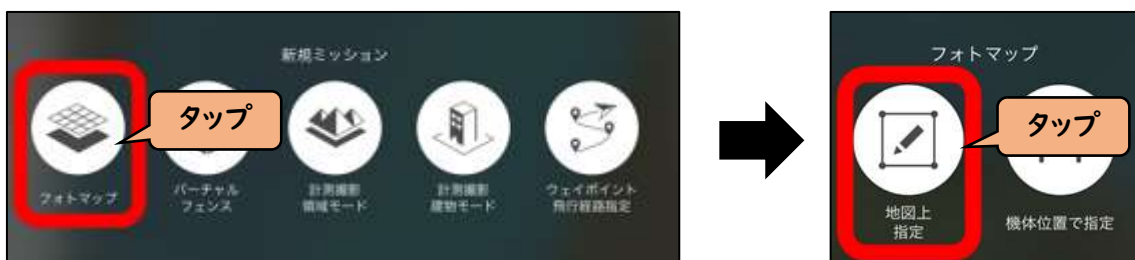 新規ミッション
タップ
フォトマップ
バーチャル
フェンス
計測撮影
領域モード
計測撮影
建物モード
ウェイポイント
飛行経路指定
フォトマップ
タップ
地図上
指定
機体位置で指定